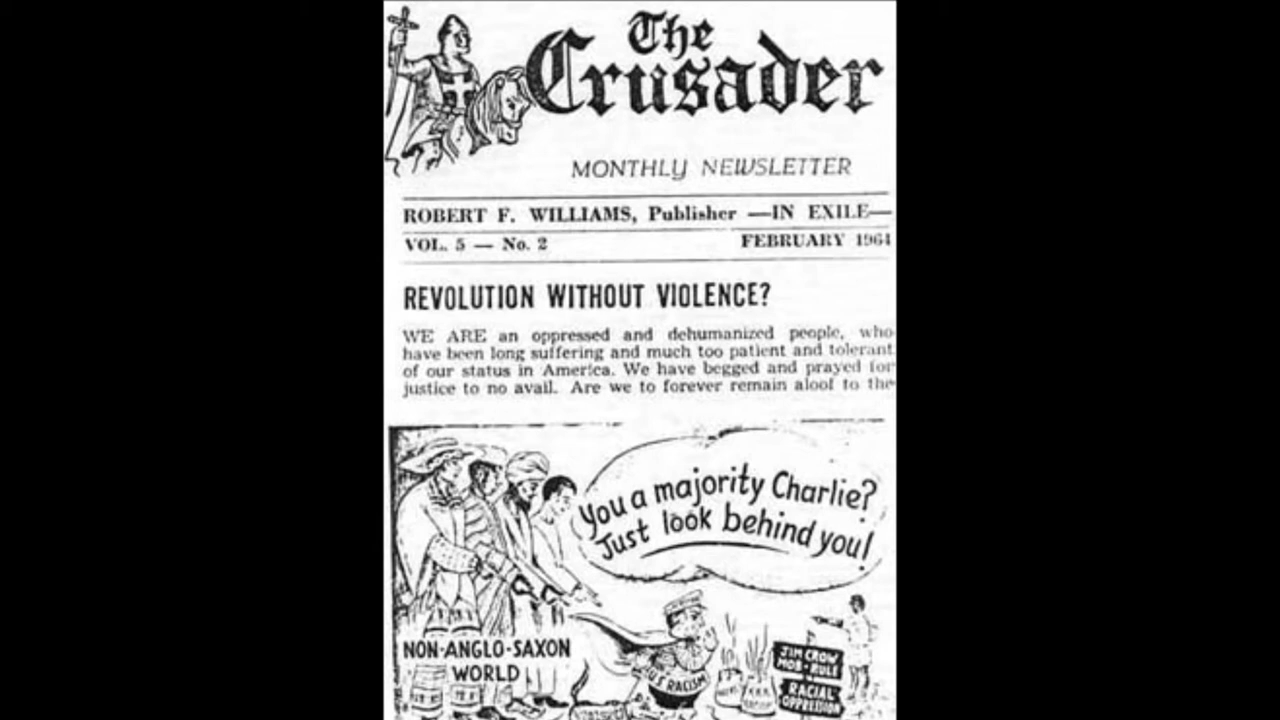 The
Crusader
MONTHLY NEWSLETTER
ROBERT F. WILLIAMS, Publisher —IN EXILE—
VOL. 5 — No. 2 FEBRUARY 1964
REVOLUTION WITHOUT VIOLENCE?
WE ARE an oppressed and dehumanized people, who
have been long suffering and much too patient and tolerant
of our status in America. We have begged and prayed for
justice to no avail. Are we to forever remain aloof to the
You a majority Charlie?
Just look behind you!
NON-ANGLO-SAXON
WORLD
U.S RACISM
JIM CROW
MOB-RULE
RACIAL
OPPRESSION